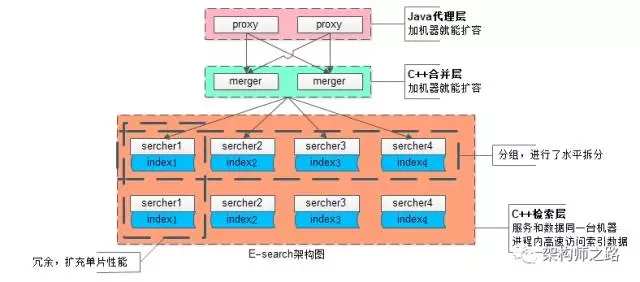 proxy proxy
Java代理层
加机器就能扩容
merger merger
C++合并层
加机器就能扩容
sercher1 sercher2 sercher3 sercher4
index1 index2 index3 index4
分组，进行了水平拆分
sercher1 sercher2 sercher3 sercher4
index1 index2 index3 index4
C++检索层
服务和数据同一台机器
进程内高速访问索引数据
E-search架构图
冗余，扩充单片性能
架构师之路